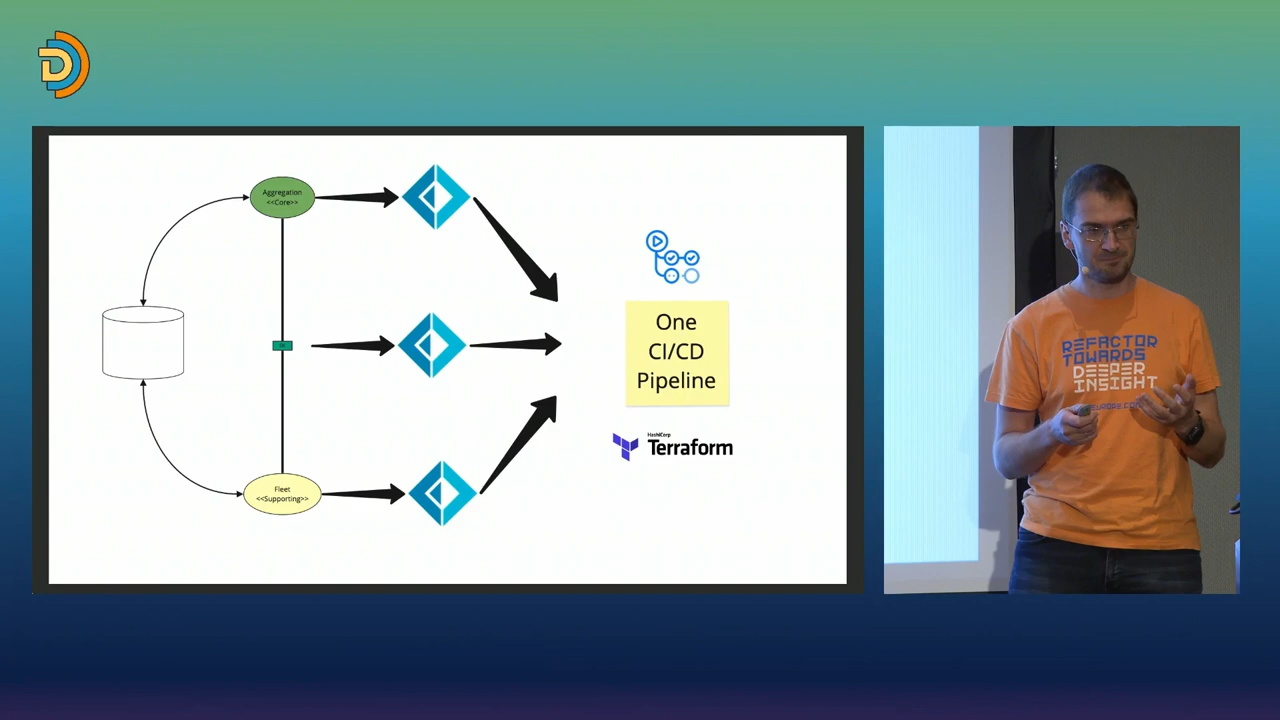 Aggregation
<<Core>>
Fleet
<<Supporting>>
One
CI/CD
Pipeline
HashiCorp
Terraform
REFACTOR
TOWARDS
DEEPER
INSIGHT
D